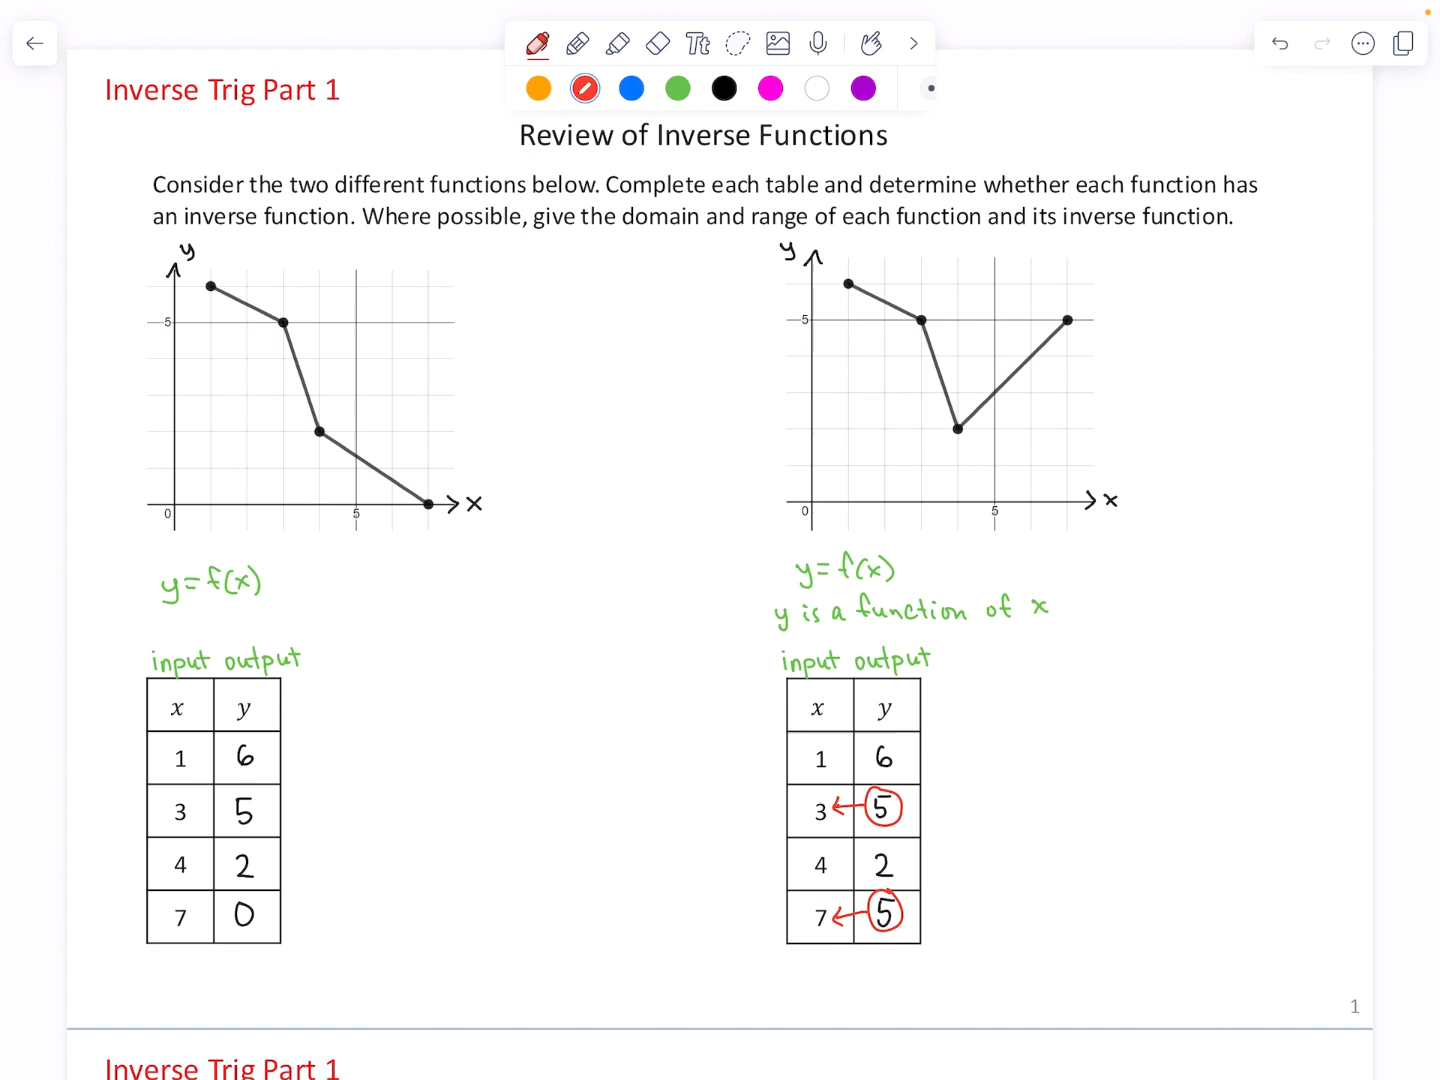 Tt
Inverse Trig Part 1
Review of Inverse Functions
Consider the two different functions below. Complete each table and determine whether each function has
an inverse function. Where possible, give the domain and range of each function and its inverse function.
y
5
0
5
x
y = f(x)
input output
x y
1 6
3 5
4 2
7 0
y
5
0
5
x
y = f(x)
y is a function of x
input output
x y
1 6
3 5
4 2
7 5
1
Inverse Trig Part 1